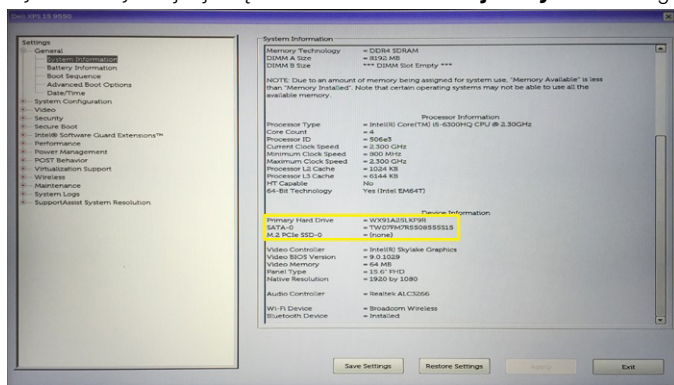 Dell XPS 15 9550
Settings
General
System Information
Battery Information
Boot Sequence
Advanced Boot Options
Date/Time
System Configuration
Video
Security
Secure Boot
Intel® Software Guard Extensions™
Performance
Power Management
POST Behavior
Virtualization Support
Wireless
Maintenance
System Logs
SupportAssist System Resolution
System Information
Memory Technology = DDR4 SDRAM
DIMM A Size = 8192 MB
DIMM B Size *** DIMM Slot Empty ***
NOTE: Due to an amount of memory being assigned for system use, "Memory Available" is less
than "Memory Installed". Note that certain operating systems may not be able to use all the
available memory.
Processor Information
Processor Type = Intel(R) Core(TM) i5-6300HQ CPU @ 2.30GHz
Core Count = 4
Processor ID = 506e3
Current Clock Speed = 2.300 GHz
Minimum Clock Speed = 800 MHz
Maximum Clock Speed = 2.300 GHz
Processor L2 Cache = 1024 KB
Processor L3 Cache = 6144 KB
HT Capable No
64-Bit Technology Yes (Intel EM64T)
Device Information
Primary Hard Drive = WX91A25LXF9R
SATA-0
M.2 PCIe SSD-0 = (none)
Video Controller = Intel(R) Skylake Graphics
Video BIOS Version = 9.0.1029
Video Memory = 64 MB
Panel Type = 15.6" FHD
Native Resolution = 1920 by 1080
Audio Controller = Realtek ALC3266
Wi-Fi Device = Broadcom Wireless
Bluetooth Device = Installed
Save Settings Restore Settings Apply Exit